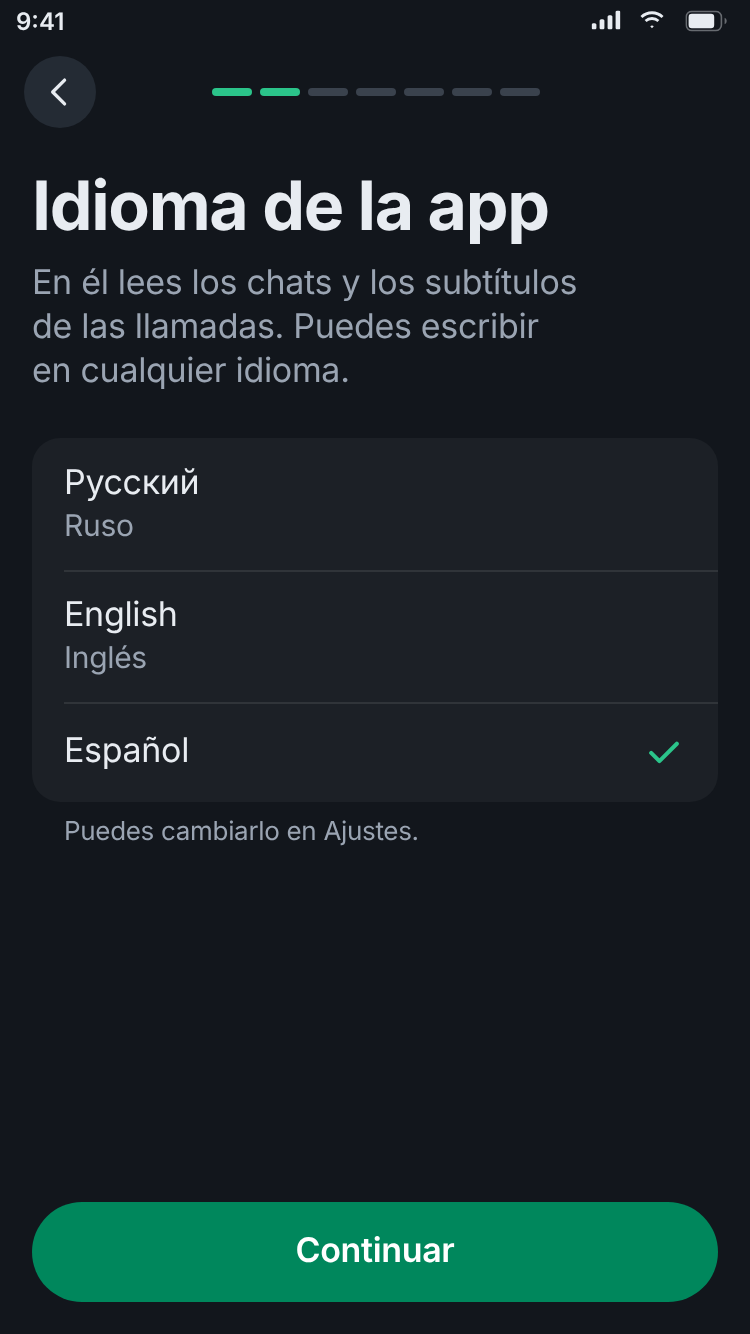 9:41
Idioma de la app
En él lees los chats y los subtítulos
de las llamadas. Puedes escribir
en cualquier idioma.
Русский
Ruso
English
Inglés
Español
Puedes cambiarlo en Ajustes.
Continuar